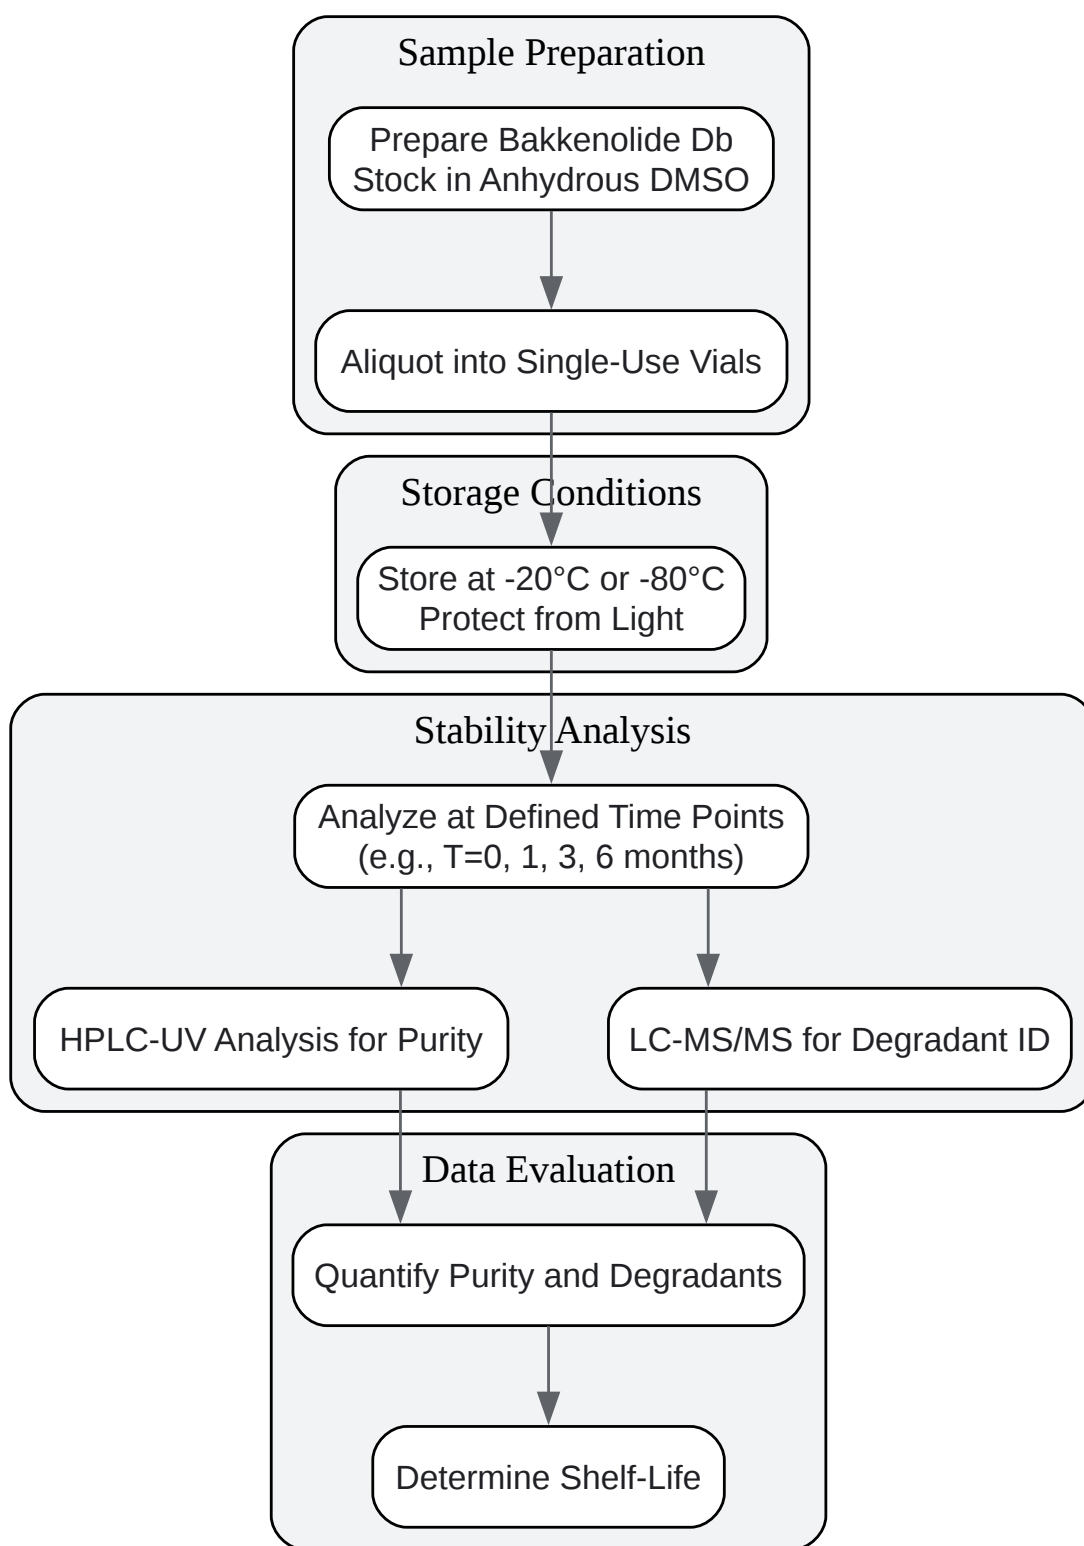 Sample Preparation
Prepare Bakkenolide Db
Stock in Anhydrous DMSO
Aliquot into Single-Use Vials
Storage Conditions
Store at -20°C or -80°C
Protect from Light
Stability Analysis
Analyze at Defined Time Points
(e.g., T=0, 1, 3, 6 months)
HPLC-UV Analysis for Purity
LC-MS/MS for Degradant ID
Data Evaluation
Quantify Purity and Degradants
Determine Shelf-Life